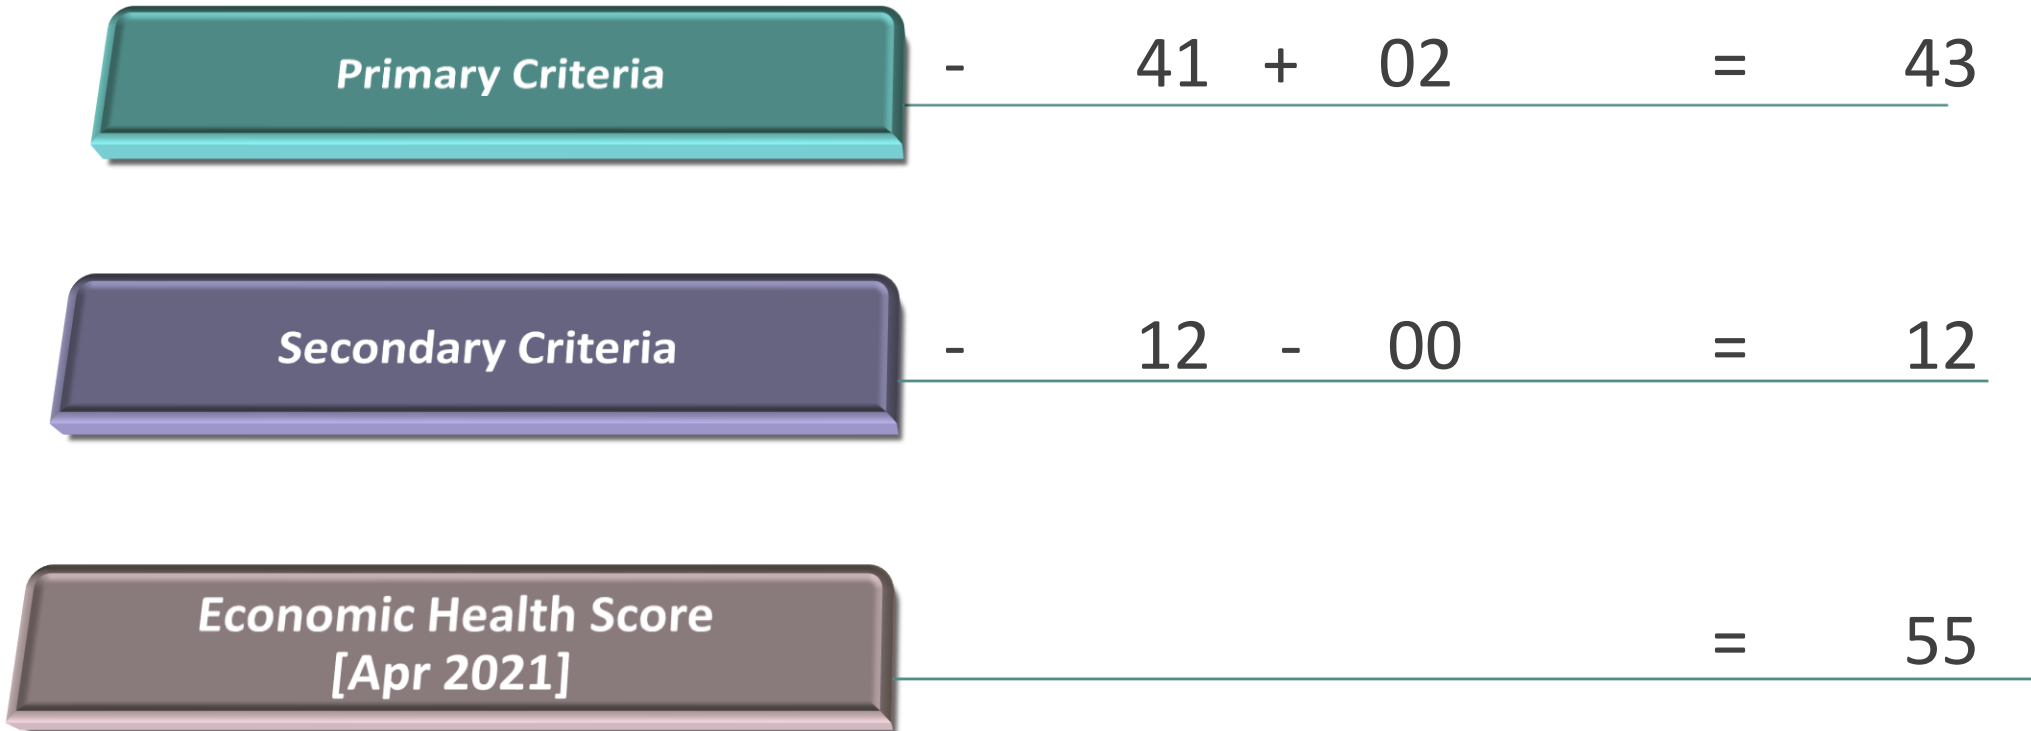 Primary Criteria - 41 + 02 = 43
Secondary Criteria - 12 - 00 = 12
Economic Health Score
[Apr 2021] = 55